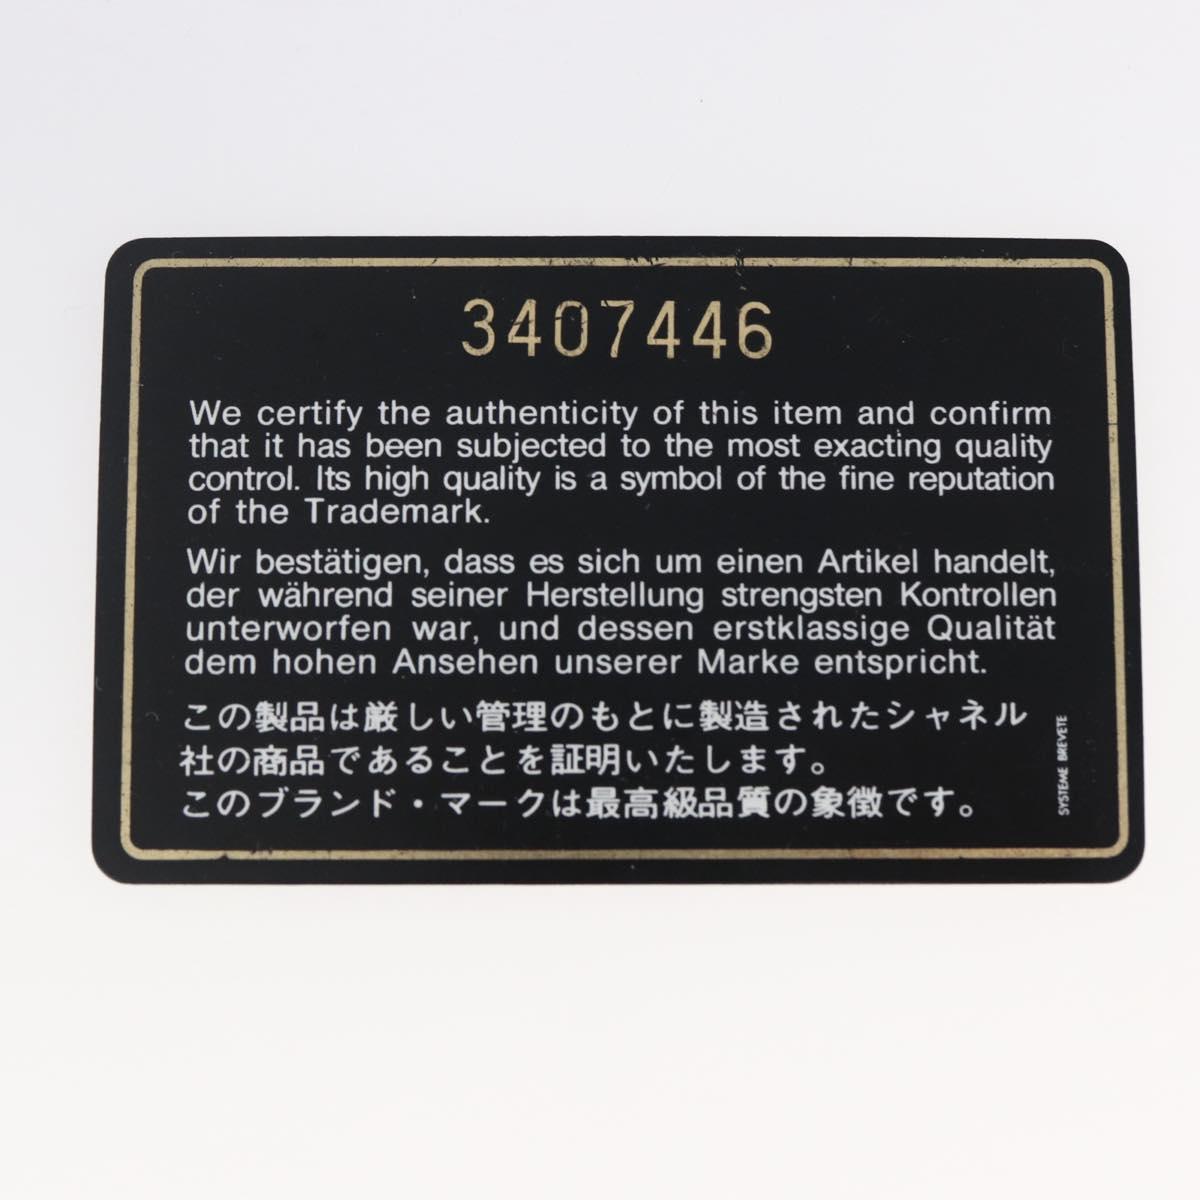 3407446
We certify the authenticity of this item and confirm
that it has been subjected to the most exacting quality
control. Its high quality is a symbol of the fine reputation
of the Trademark.
Wir bestätigen, dass es sich um einen Artikel handelt,
der während seiner Herstellung strengsten Kontrollen
unterworfen war, und dessen erstklassige Qualität
dem hohen Ansehen unserer Marke entspricht.
この製品は厳しい管理のもとに製造されたシャネル
社の商品であることを証明いたします。
このブランド・マークは最高級品質の象徴です。
SYSTEME BREVETE